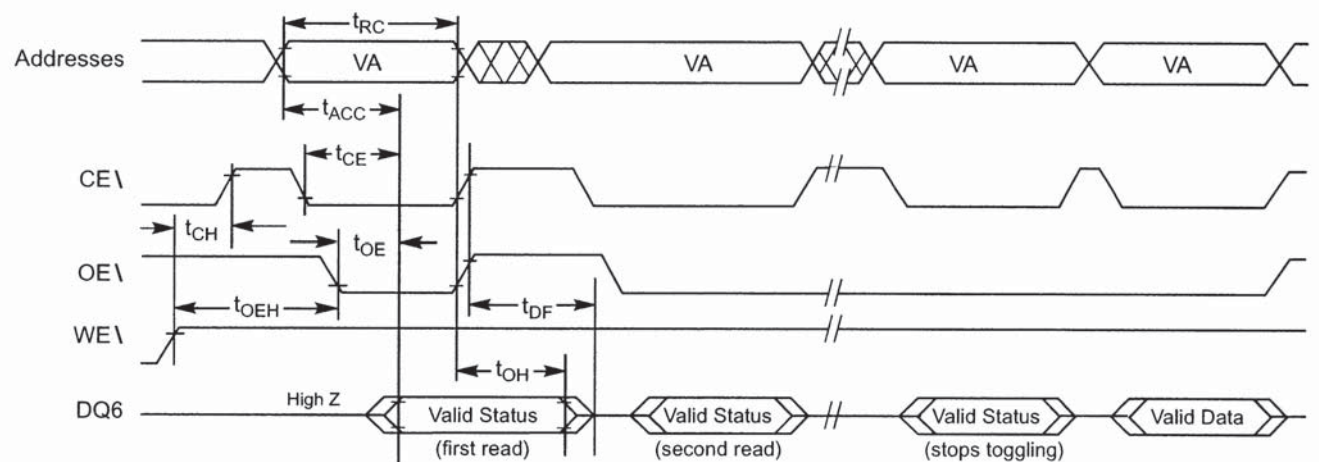 tRC
Addresses VA VA VA VA
tACC
tCE
CE\
tCH
tOE
OE\
tOEH
tDF
WE\
tOH
DQ6 High Z Valid Status Valid Status Valid Status Valid Data
(first read) (second read) (stops toggling)